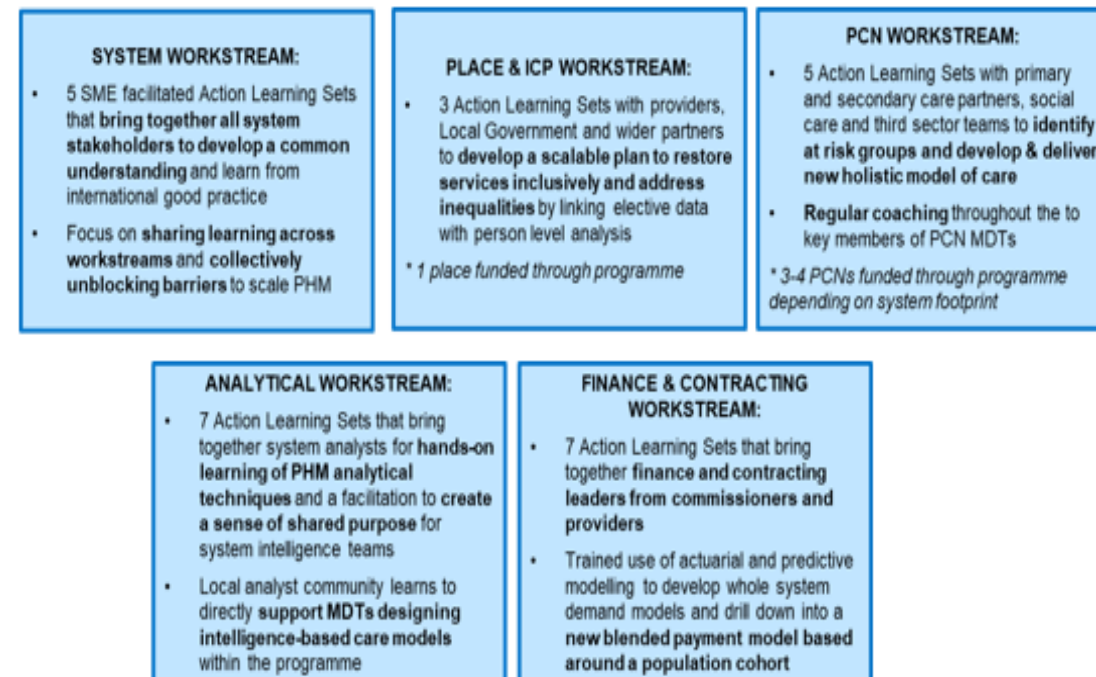 SYSTEM WORKSTREAM:
• 5 SME facilitated Action Learning Sets
that bring together all system
stakeholders to develop a common
understanding and learn from
international good practice
• Focus on sharing learning across
workstreams and collectively
unblocking barriers to scale PHM
PLACE & ICP WORKSTREAM:
• 3 Action Learning Sets with providers,
Local Government and wider partners
to develop a scalable plan to restore
services inclusively and address
inequalities by linking elective data
with person level analysis
* 1 place funded through programme
PCN WORKSTREAM:
• 5 Action Learning Sets with primary
and secondary care partners, social
care and third sector teams to identify
at risk groups and develop & deliver
new holistic model of care
• Regular coaching throughout the to
key members of PCN MDTs
* 3-4 PCNs funded through programme
depending on system footprint
ANALYTICAL WORKSTREAM:
• 7 Action Learning Sets that bring
together system analysts for hands-on
learning of PHM analytical
techniques and a facilitation to create
a sense of shared purpose for
system intelligence teams
• Local analyst community learns to
directly support MDTs designing
intelligence-based care models
within the programme
FINANCE & CONTRACTING
WORKSTREAM:
• 7 Action Learning Sets that bring
together finance and contracting
leaders from commissioners and
providers
• Trained use of actuarial and predictive
modelling to develop whole system
demand models and drill down into a
new blended payment model based
around a population cohort